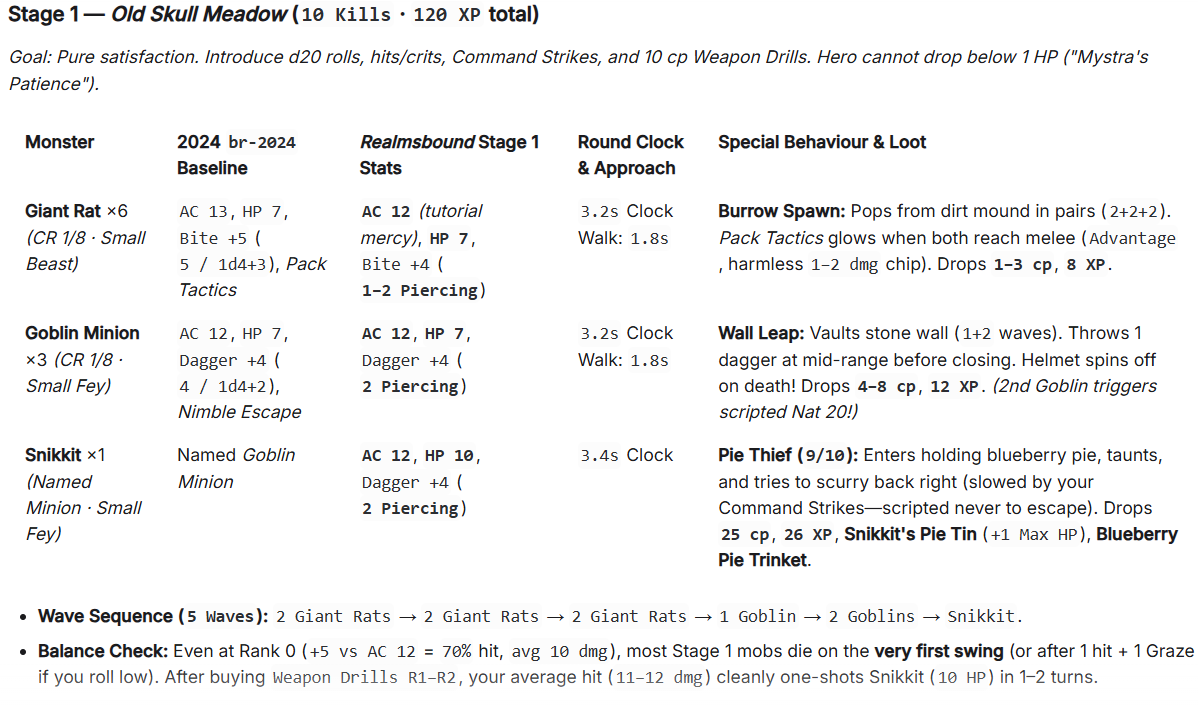 Stage 1 — Old Skull Meadow (10 Kills · 120 XP total)
Goal: Pure satisfaction. Introduce d20 rolls, hits/crits, Command Strikes, and 10 cp Weapon Drills. Hero cannot drop below 1 HP ("Mystra's
Patience").
Monster
2024 br-2024
Baseline
Realmsbound Stage 1
Stats
Round Clock
& Approach
Special Behaviour & Loot
Giant Rat ×6
(CR 1/8 · Small
Beast)
AC 13, HP 7,
Bite +5 (
5 / 1d4+3), Pack
Tactics
AC 12 (tutorial
mercy), HP 7,
Bite +4 (
1–2 Piercing)
3.2s Clock
Walk: 1.8s
Burrow Spawn: Pops from dirt mound in pairs (2+2+2).
Pack Tactics glows when both reach melee (Advantage
, harmless 1–2 dmg chip). Drops 1–3 cp, 8 XP.
Goblin Minion
×3 (CR 1/8 ·
Small Fey)
AC 12, HP 7,
Dagger +4 (
4 / 1d4+2),
Nimble Escape
AC 12, HP 7,
Dagger +4 (
2 Piercing)
3.2s Clock
Walk: 1.8s
Wall Leap: Vaults stone wall (1+2 waves). Throws 1
dagger at mid-range before closing. Helmet spins off
on death! Drops 4–8 cp, 12 XP. (2nd Goblin triggers
scripted Nat 20!)
Snikkit ×1
(Named
Minion · Small
Fey)
Named Goblin
Minion
AC 12, HP 10,
Dagger +4 (
2 Piercing)
3.4s Clock
Pie Thief (9/10): Enters holding blueberry pie, taunts,
and tries to scurry back right (slowed by your
Command Strikes—scripted never to escape). Drops
25 cp, 26 XP, Snikkit's Pie Tin (+1 Max HP), Blueberry
Pie Trinket.
• Wave Sequence (5 Waves): 2 Giant Rats → 2 Giant Rats → 2 Giant Rats → 1 Goblin → 2 Goblins → Snikkit.
• Balance Check: Even at Rank 0 (+5 vs AC 12 = 70% hit, avg 10 dmg), most Stage 1 mobs die on the very first swing (or after 1 hit + 1 Graze
if you roll low). After buying Weapon Drills R1–R2, your average hit (11–12 dmg) cleanly one-shots Snikkit (10 HP) in 1–2 turns.